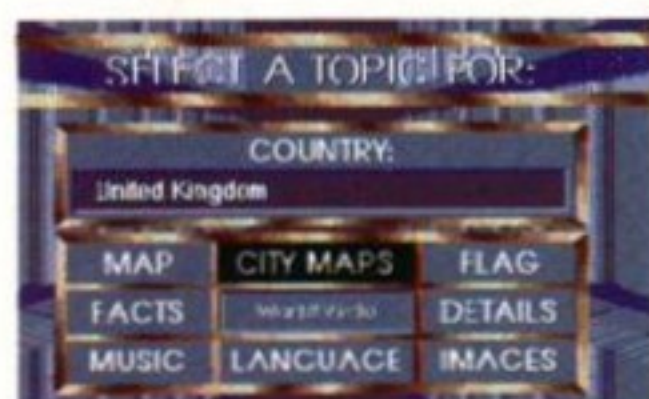 SELECT A TOPIC FOR:
COUNTRY:
United Kingdom
MAP CITY MAPS FLAG
FACTS DETAILS
MUSIC LANGUAGE IMAGES